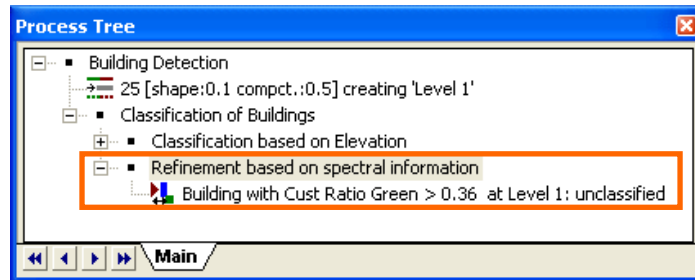 Process Tree
Building Detection
25 [shape:0.1 compct.:0.5] creating 'Level 1'
Classification of Buildings
Classification based on Elevation
Refinement based on spectral information
Building with Cust Ratio Green > 0.36 at Level 1: unclassified
Main